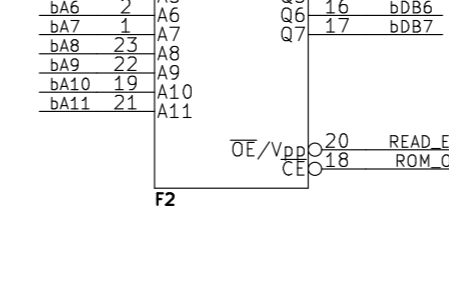 bA6 2 A6 Q6 16 bDB6
bA7 1 A7 Q7 17 bDB7
bA8 23 A8
bA9 22 A9
bA10 19 A10
bA11 21 A11
OE/Vpp 20 READ_E
CE 18 ROM_
F2